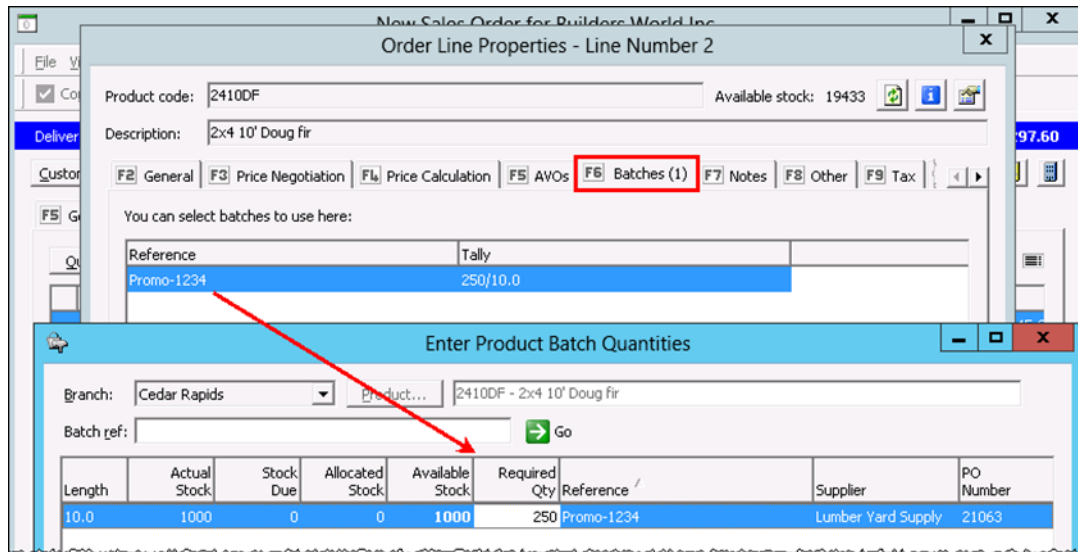 New Sales Order for Builders World Inc
Order Line Properties - Line Number 2
File Vi
Co
Product code: 2410DF Available stock: 19433
Deliver
Description: 2x4 10' Doug fir
97.60
Custor
F2 General F3 Price Negotiation F4 Price Calculation F5 AVOs F6 Batches (1) F7 Notes F8 Other F9 Tax
F5 G
You can select batches to use here:
Qu
Reference Tally
Promo-1234 250/10.0
Enter Product Batch Quantities
Branch: Cedar Rapids Product... 2410DF - 2x4 10' Doug fir
Batch ref: Go
Length Actual Stock Stock Due Allocated Stock Available Stock Required Qty Reference Supplier PO Number
10.0 1000 0 0 1000 250 Promo-1234 Lumber Yard Supply 21063